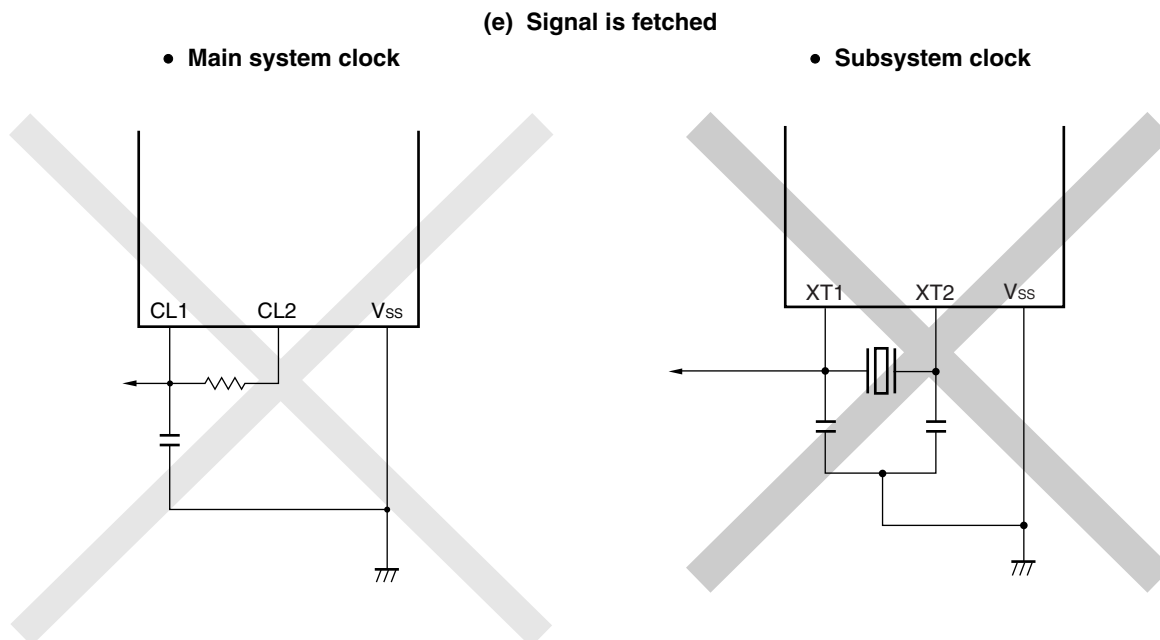 (e) Signal is fetched
• Main system clock
• Subsystem clock
CL1
CL2
VSS
XT1
XT2
VSS